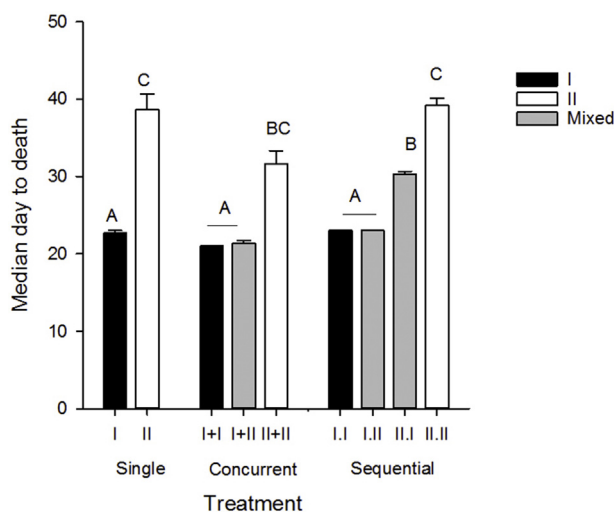 Median day to death
50
40
30
20
10
0
A
C
A
BC
A
B
C
I
II
Mixed
I II I+I I+II II+II I.I I.II II.I II.II
Single Concurrent Sequential
Treatment